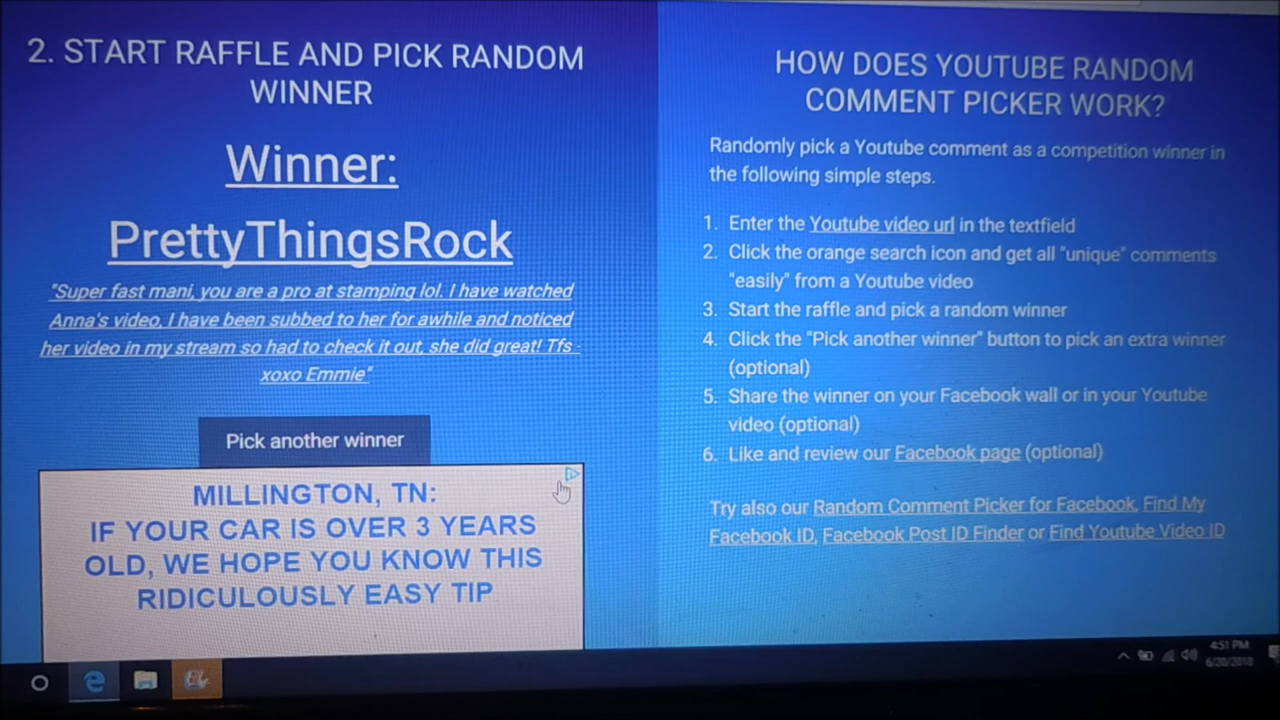 2. START RAFFLE AND PICK RANDOM
WINNER
Winner:
PrettyThingsRock
"Super fast mani, you are a pro at stamping lol. I have watched
Anna's video, I have been subbed to her for awhile and noticed
her video in my stream so had to check it out, she did great! Tfs -
xoxo Emmie"
Pick another winner
MILLINGTON, TN:
IF YOUR CAR IS OVER 3 YEARS
OLD, WE HOPE YOU KNOW THIS
RIDICULOUSLY EASY TIP
HOW DOES YOUTUBE RANDOM
COMMENT PICKER WORK?
Randomly pick a Youtube comment as a competition winner in
the following simple steps.
1. Enter the Youtube video url in the textfield
2. Click the orange search icon and get all "unique" comments
"easily" from a Youtube video
3. Start the raffle and pick a random winner
4. Click the "Pick another winner" button to pick an extra winner
(optional)
5. Share the winner on your Facebook wall or in your Youtube
video (optional)
6. Like and review our Facebook page (optional)
Try also our Random Comment Picker for Facebook, Find My
Facebook ID, Facebook Post ID Finder or Find Youtube Video ID
4:51 PM
6/20/2018